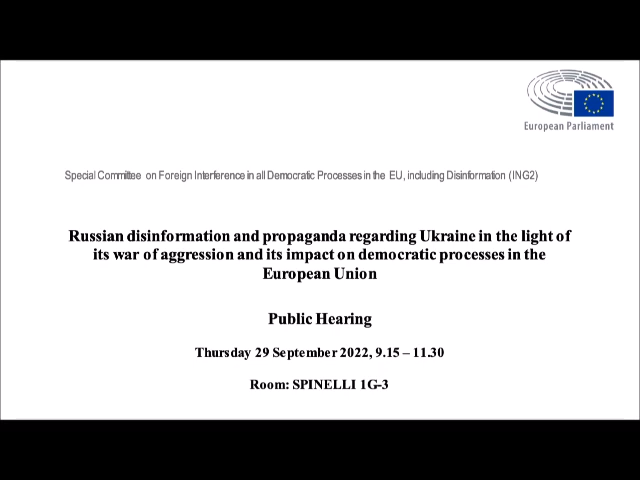 European Parliament
Special Committee on Foreign Interference in all Democratic Processes in the EU, including Disinformation (ING2)
Russian disinformation and propaganda regarding Ukraine in the light of
its war of aggression and its impact on democratic processes in the
European Union
Public Hearing
Thursday 29 September 2022, 9.15 – 11.30
Room: SPINELLI 1G-3